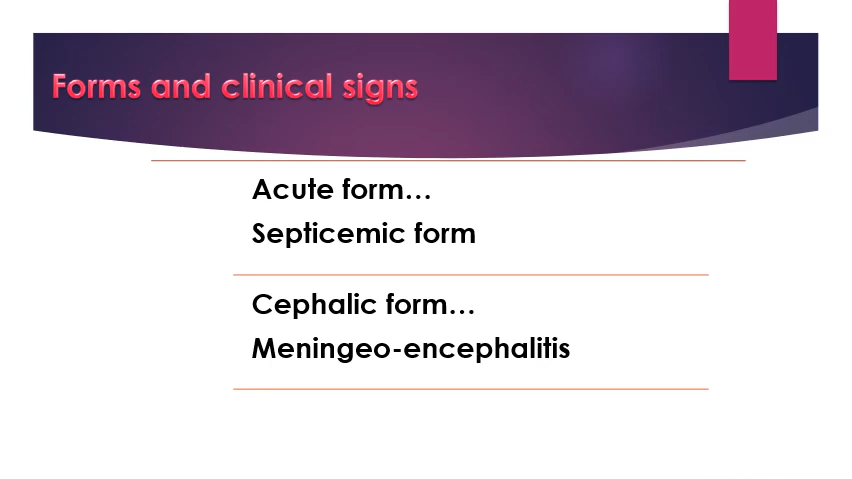 Forms and clinical signs
Acute form…
Septicemic form
Cephalic form…
Meningeo-encephalitis